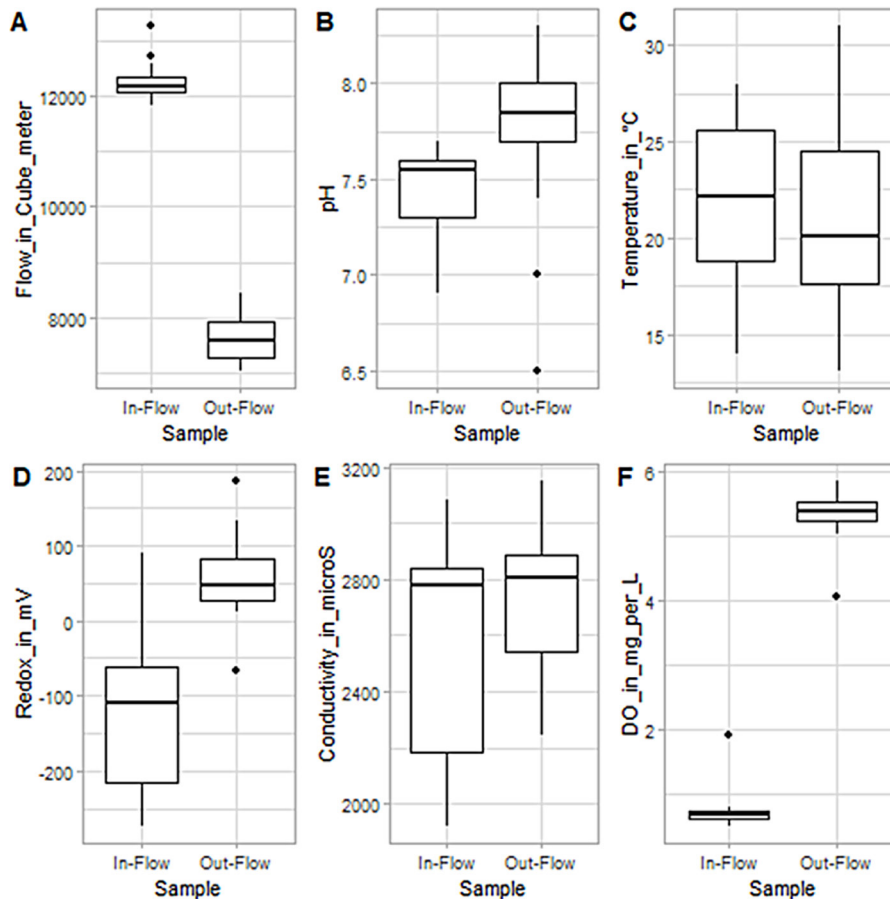 A
Flow_in_Cube_meter
12000
10000
8000
In-Flow Out-Flow
Sample
B
pH
8.0
7.5
7.0
6.5
In-Flow Out-Flow
Sample
C
Temperature_in_°C
30
25
20
15
In-Flow Out-Flow
Sample
D
Redox_in_mV
200
100
0
-100
-200
In-Flow Out-Flow
Sample
E
Conductivity_in_microS
3200
2800
2400
2000
In-Flow Out-Flow
Sample
F
DO_in_mg_per_L
6
4
2
In-Flow Out-Flow
Sample